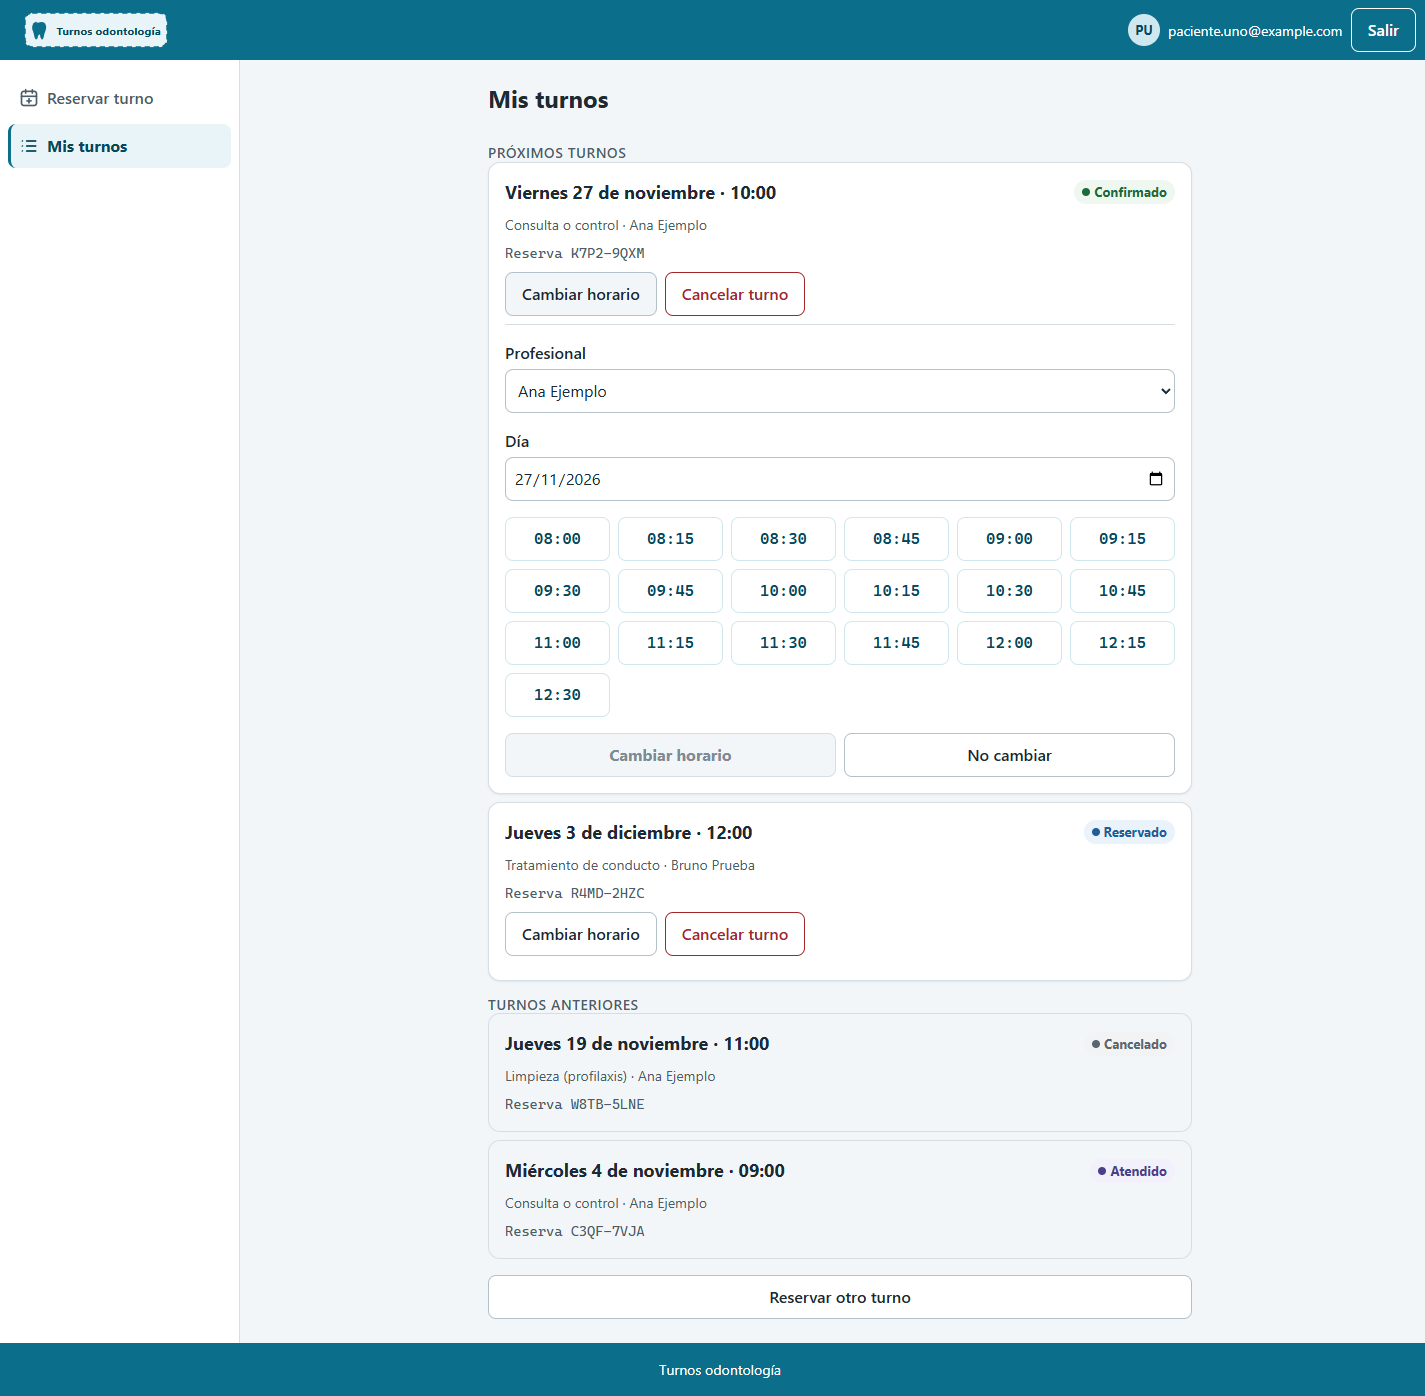 Turnos odontología
PU paciente.uno@example.com Salir
Reservar turno
Mis turnos
Mis turnos
PRÓXIMOS TURNOS
Viernes 27 de noviembre · 10:00 Confirmado
Consulta o control · Ana Ejemplo
Reserva K7P2-9QXM
Cambiar horario Cancelar turno
Profesional
Ana Ejemplo
Día
27/11/2026
08:00 08:15 08:30 08:45 09:00 09:15
09:30 09:45 10:00 10:15 10:30 10:45
11:00 11:15 11:30 11:45 12:00 12:15
12:30
Cambiar horario No cambiar
Jueves 3 de diciembre · 12:00 Reservado
Tratamiento de conducto · Bruno Prueba
Reserva R4MD-2HZC
Cambiar horario Cancelar turno
TURNOS ANTERIORES
Jueves 19 de noviembre · 11:00 Cancelado
Limpieza (profilaxis) · Ana Ejemplo
Reserva W8TB-5LNE
Miércoles 4 de noviembre · 09:00 Atendido
Consulta o control · Ana Ejemplo
Reserva C3QF-7VJA
Reservar otro turno
Turnos odontología